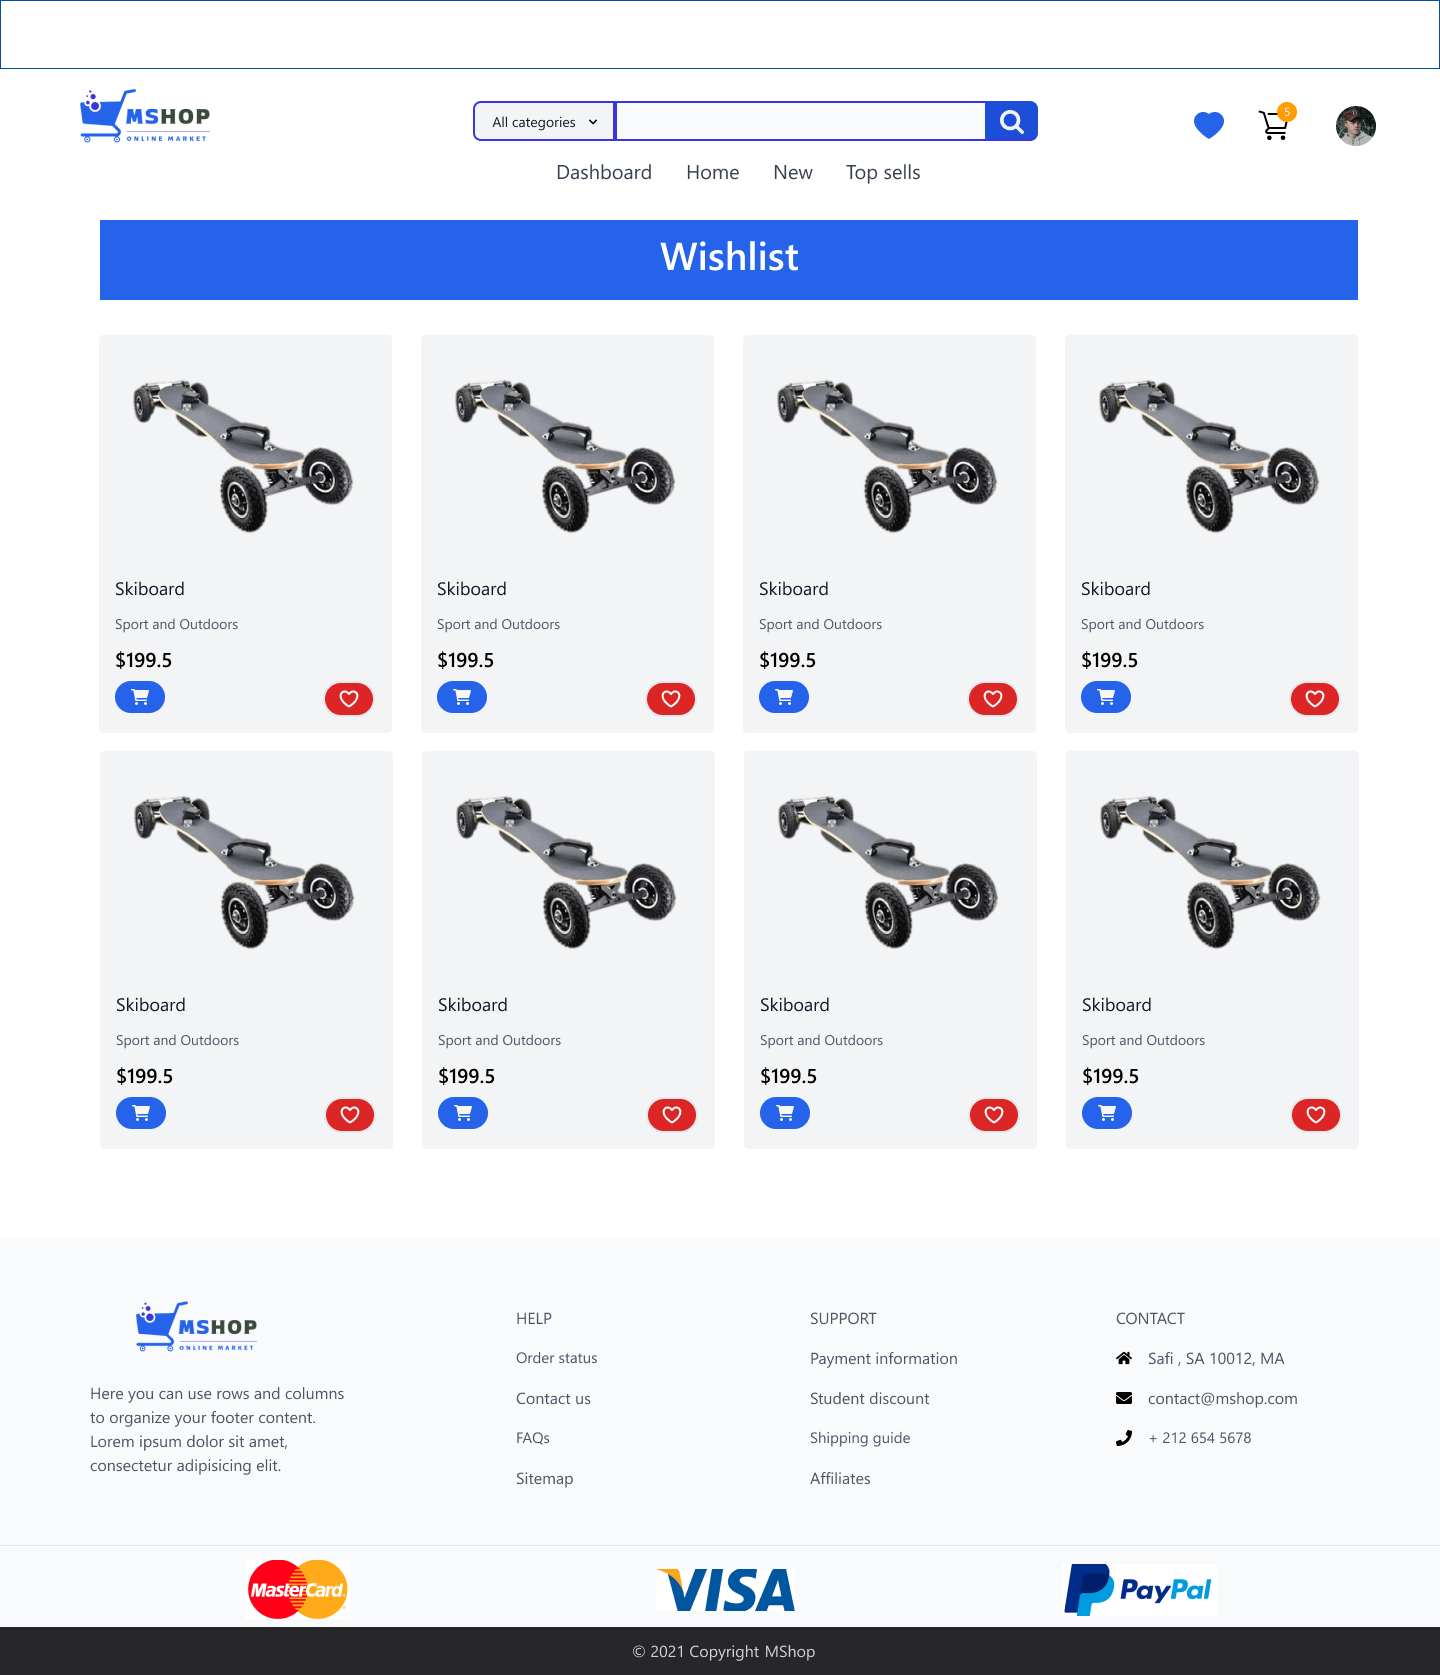 MSHOP
ONLINE MARKET
All categories
5
Dashboard Home New Top sells
Wishlist
Skiboard Skiboard Skiboard Skiboard
Sport and Outdoors Sport and Outdoors Sport and Outdoors Sport and Outdoors
$199.5 $199.5 $199.5 $199.5
Skiboard Skiboard Skiboard Skiboard
Sport and Outdoors Sport and Outdoors Sport and Outdoors Sport and Outdoors
$199.5 $199.5 $199.5 $199.5
MSHOP
ONLINE MARKET
Here you can use rows and columns
to organize your footer content.
Lorem ipsum dolor sit amet,
consectetur adipisicing elit.
HELP
Order status
Contact us
FAQs
Sitemap
SUPPORT
Payment information
Student discount
Shipping guide
Affiliates
CONTACT
Safi , SA 10012, MA
contact@mshop.com
+ 212 654 5678
MasterCard VISA PayPal
© 2021 Copyright MShop